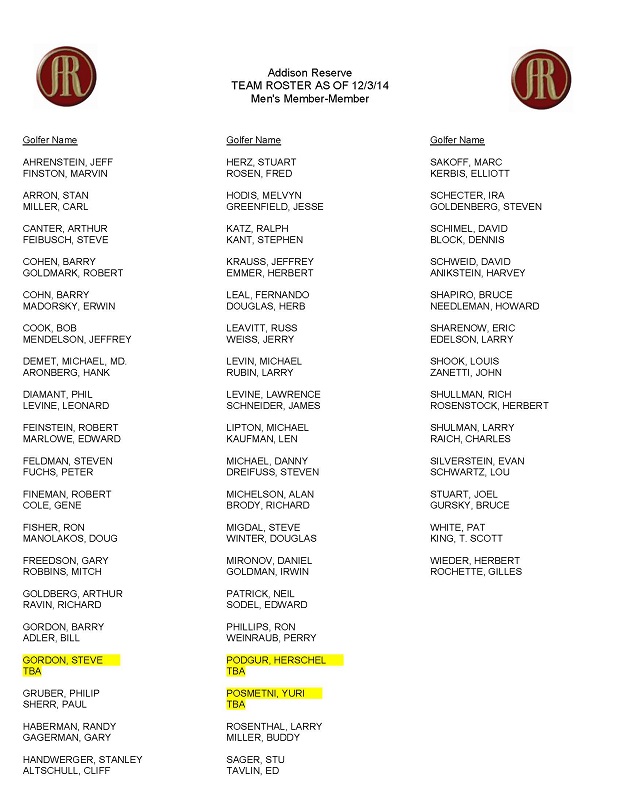 AR
AR
Addison Reserve
TEAM ROSTER AS OF 12/3/14
Men's Member-Member
Golfer Name
AHRENSTEIN, JEFF
FINSTON, MARVIN
ARRON, STAN
MILLER, CARL
CANTER, ARTHUR
FEIBUSCH, STEVE
COHEN, BARRY
GOLDMARK, ROBERT
COHN, BARRY
MADORSKY, ERWIN
COOK, BOB
MENDELSON, JEFFREY
DEMET, MICHAEL, MD.
ARONBERG, HANK
DIAMANT, PHIL
LEVINE, LEONARD
FEINSTEIN, ROBERT
MARLOWE, EDWARD
FELDMAN, STEVEN
FUCHS, PETER
FINEMAN, ROBERT
COLE, GENE
FISHER, RON
MANOLAKOS, DOUG
FREEDSON, GARY
ROBBINS, MITCH
GOLDBERG, ARTHUR
RAVIN, RICHARD
GORDON, BARRY
ADLER, BILL
GORDON, STEVE
TBA
GRUBER, PHILIP
SHERR, PAUL
HABERMAN, RANDY
GAGERMAN, GARY
HANDWERGER, STANLEY
ALTSCHULL, CLIFF
Golfer Name
HERZ, STUART
ROSEN, FRED
HODIS, MELVYN
GREENFIELD, JESSE
KATZ, RALPH
KANT, STEPHEN
KRAUSS, JEFFREY
EMMER, HERBERT
LEAL, FERNANDO
DOUGLAS, HERB
LEAVITT, RUSS
WEISS, JERRY
LEVIN, MICHAEL
RUBIN, LARRY
LEVINE, LAWRENCE
SCHNEIDER, JAMES
LIPTON, MICHAEL
KAUFMAN, LEN
MICHAEL, DANNY
DREIFUSS, STEVEN
MICHELSON, ALAN
BRODY, RICHARD
MIGDAL, STEVE
WINTER, DOUGLAS
MIRONOV, DANIEL
GOLDMAN, IRWIN
PATRICK, NEIL
SODEL, EDWARD
PHILLIPS, RON
WEINRAUB, PERRY
PODGUR, HERSCHEL
TBA
POSMETNI, YURI
TBA
ROSENTHAL, LARRY
MILLER, BUDDY
SAGER, STU
TAVLIN, ED
Golfer Name
SAKOFF, MARC
KERBIS, ELLIOTT
SCHECTER, IRA
GOLDENBERG, STEVEN
SCHIMEL, DAVID
BLOCK, DENNIS
SCHWEID, DAVID
ANIKSTEIN, HARVEY
SHAPIRO, BRUCE
NEEDLEMAN, HOWARD
SHARENOW, ERIC
EDELSON, LARRY
SHOOK, LOUIS
ZANETTI, JOHN
SHULLMAN, RICH
ROSENSTOCK, HERBERT
SHULMAN, LARRY
RAICH, CHARLES
SILVERSTEIN, EVAN
SCHWARTZ, LOU
STUART, JOEL
GURSKY, BRUCE
WHITE, PAT
KING, T. SCOTT
WIEDER, HERBERT
ROCHETTE, GILLES